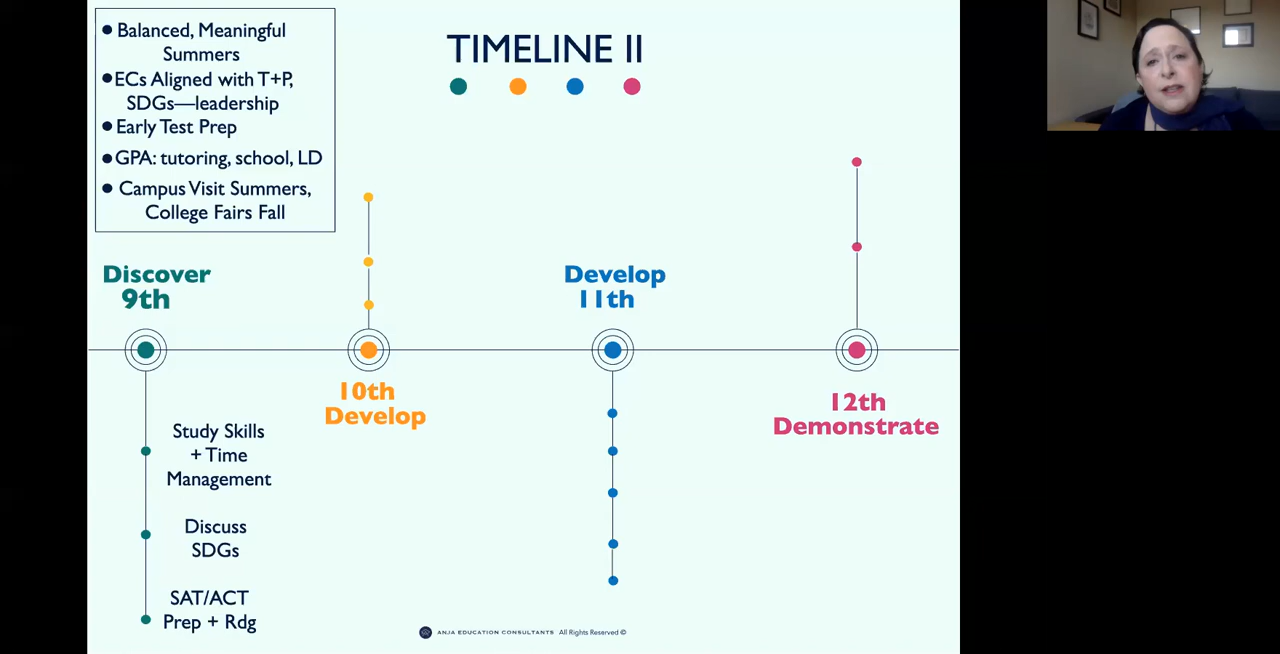 • Balanced, Meaningful
Summers
• ECs Aligned with T+P,
SDGs—leadership
• Early Test Prep
• GPA: tutoring, school, LD
• Campus Visit Summers,
College Fairs Fall
TIMELINE II
Discover
9th
Develop
11th
10th
Develop
12th
Demonstrate
Study Skills
+ Time
Management
Discuss
SDGs
SAT/ACT
Prep + Rdg
ANJA EDUCATION CONSULTANTS All Rights Reserved ©